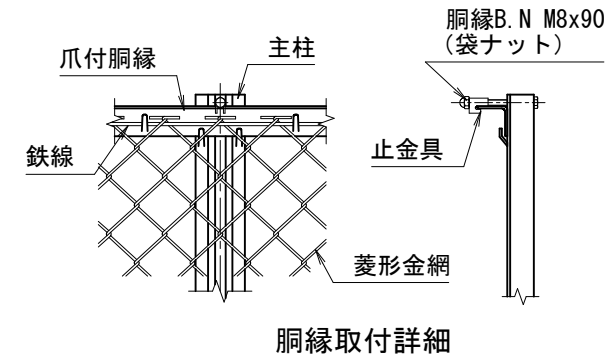 胴縁B.N M8x90
（袋ナット）
爪付胴縁
主柱
鉄線
止金具
菱形金網
胴縁取付詳細